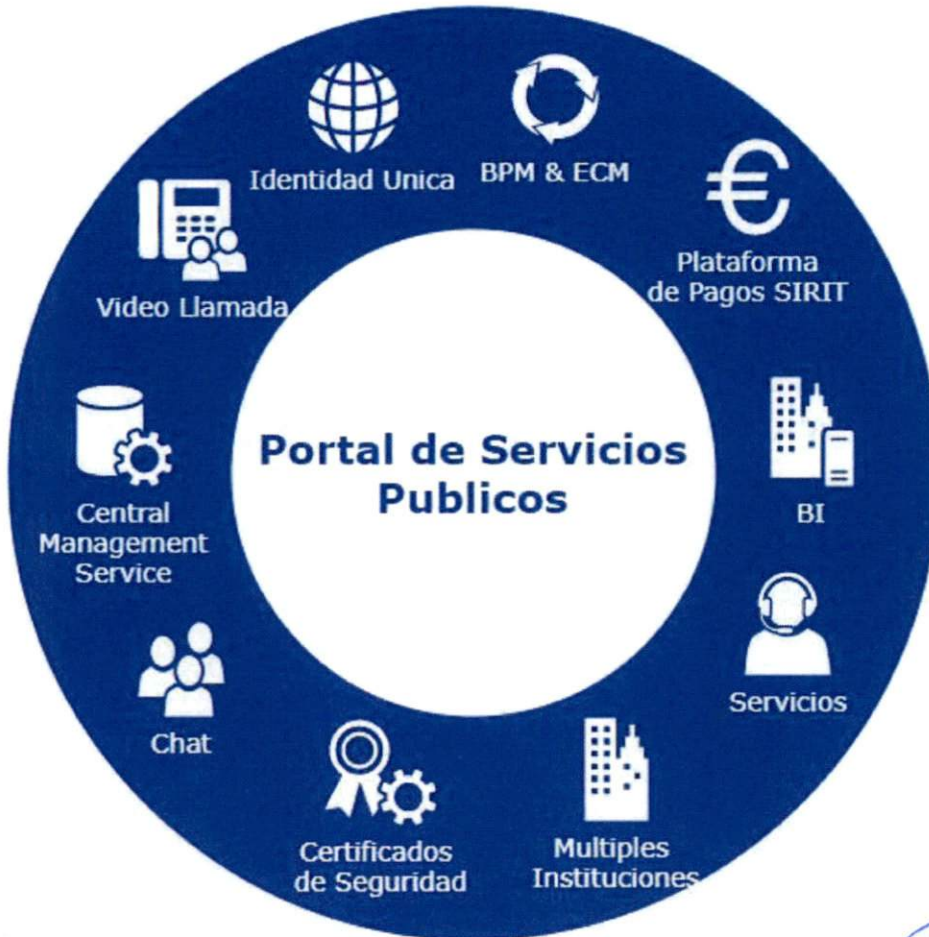 Identidad Unica
BPM & ECM
Plataforma
de Pagos SIRIT
BI
Servicios
Multiples
Instituciones
Certificados
de Seguridad
Chat
Central
Management
Service
Video Llamada
Portal de Servicios
Publicos